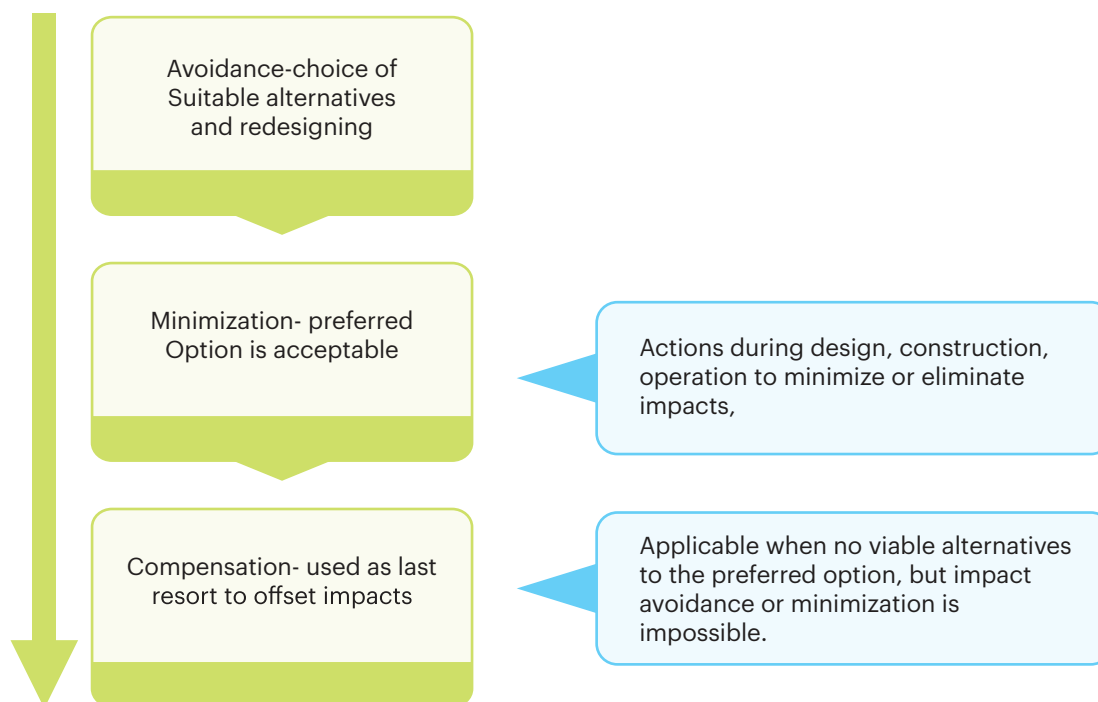 Avoidance-choice of
Suitable alternatives
and redesigning
Minimization- preferred
Option is acceptable
Actions during design, construction,
operation to minimize or eliminate
impacts,
Compensation- used as last
resort to offset impacts
Applicable when no viable alternatives
to the preferred option, but impact
avoidance or minimization is
impossible.